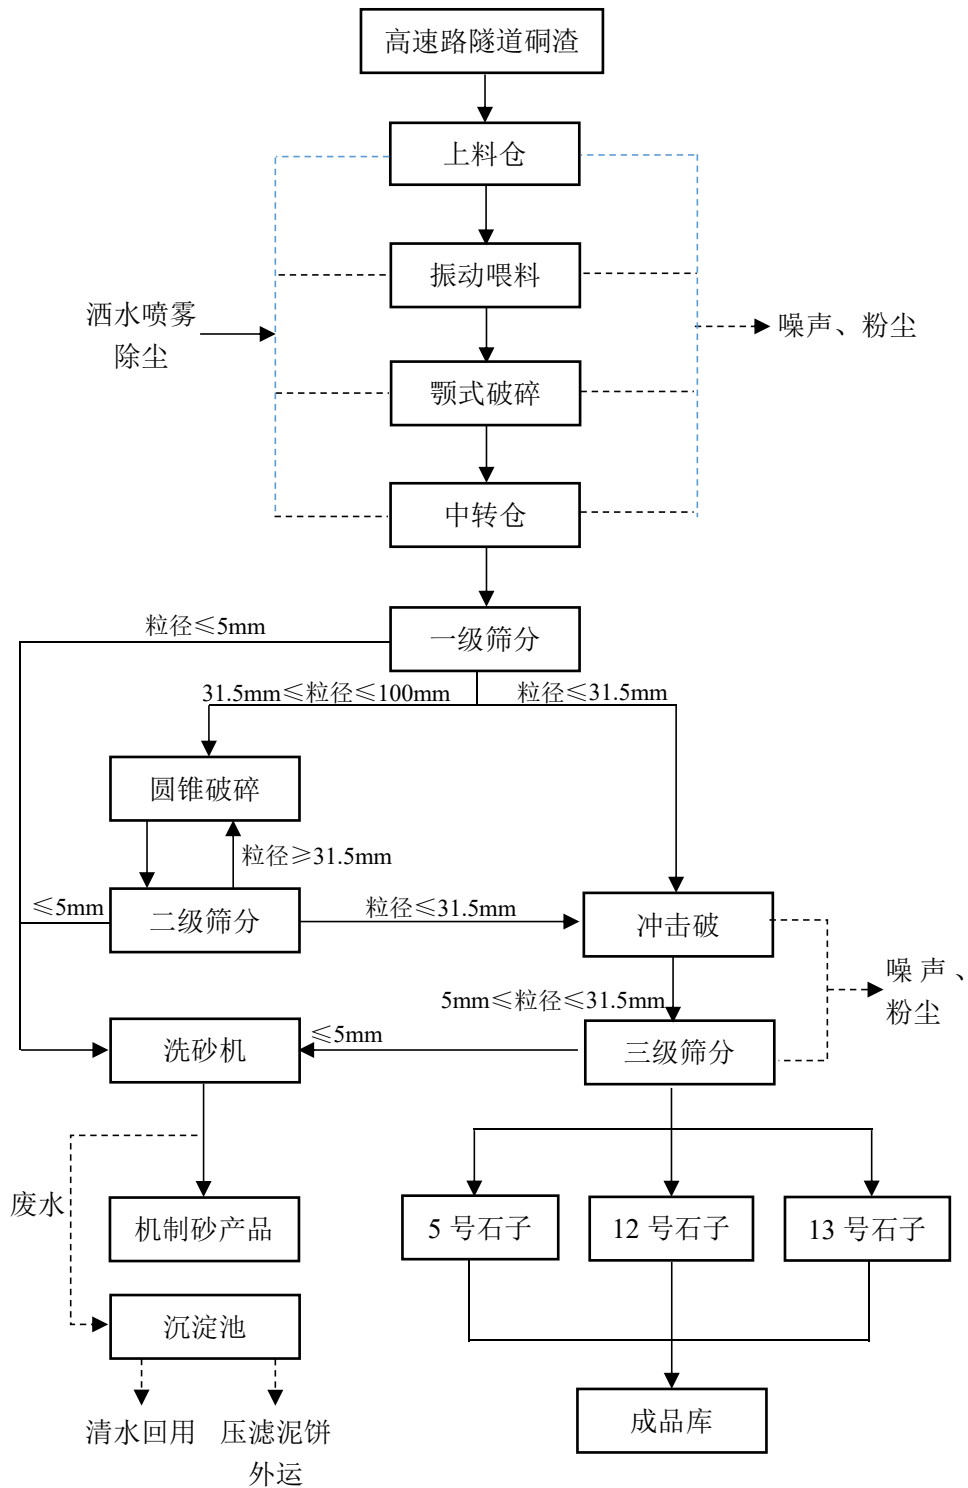 高速路隧道硐渣
上料仓
振动喂料
洒水喷雾
除尘
噪声、粉尘
颚式破碎
中转仓
一级筛分
粒径≤5mm
31.5mm≤粒径≤100mm
粒径≤31.5mm
圆锥破碎
粒径≥31.5mm
≤5mm
二级筛分
粒径≤31.5mm
冲击破
噪声、
粉尘
5mm≤粒径≤31.5mm
洗砂机
≤5mm
三级筛分
废水
机制砂产品
5 号石子
12 号石子
13 号石子
沉淀池
清水回用
压滤泥饼
外运
成品库